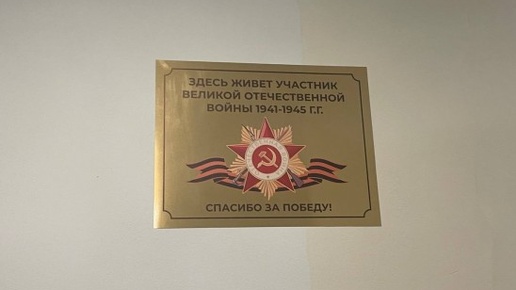 ЗДЕСЬ ЖИВЕТ УЧАСТНИК
ВЕЛИКОЙ ОТЕЧЕСТВЕННОЙ
ВОЙНЫ 1941-1945 Г.Г.
СПАСИБО ЗА ПОБЕДУ!